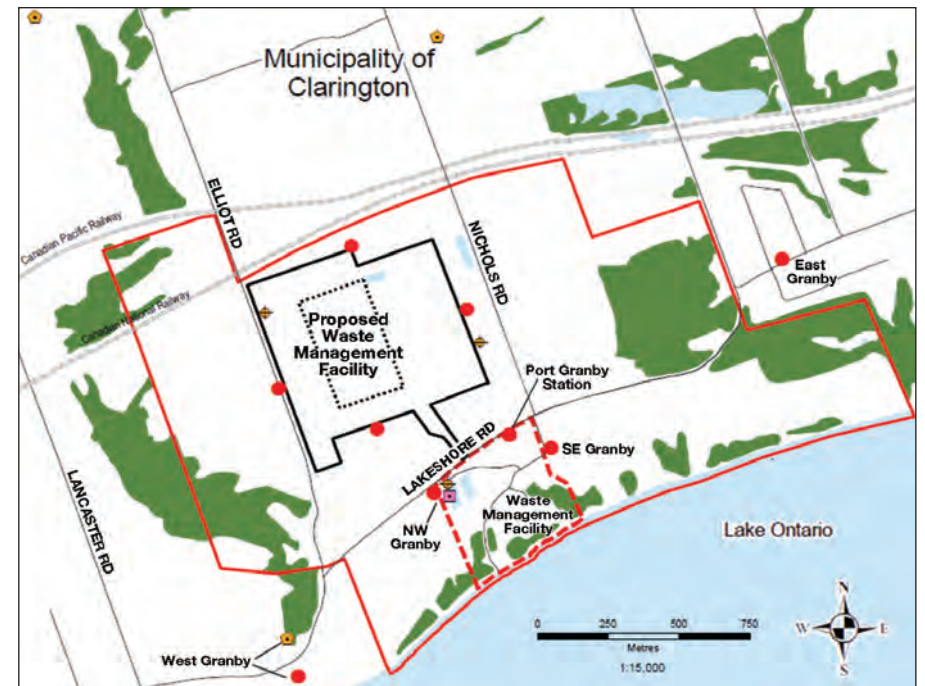 Municipality of
Clarington
ELLIOT RD
NICHOLS RD
Canadian Pacific Railway
Canadian National Railway
East
Granby
Proposed
Waste
Management
Facility
Port Granby
Station
LAKESHORE RD
SE Granby
LANCASTER RD
NW
Granby
Waste
Management
Facility
Lake Ontario
West Granby
0 250 500 750
Metres
1:15,000
N
W E
S